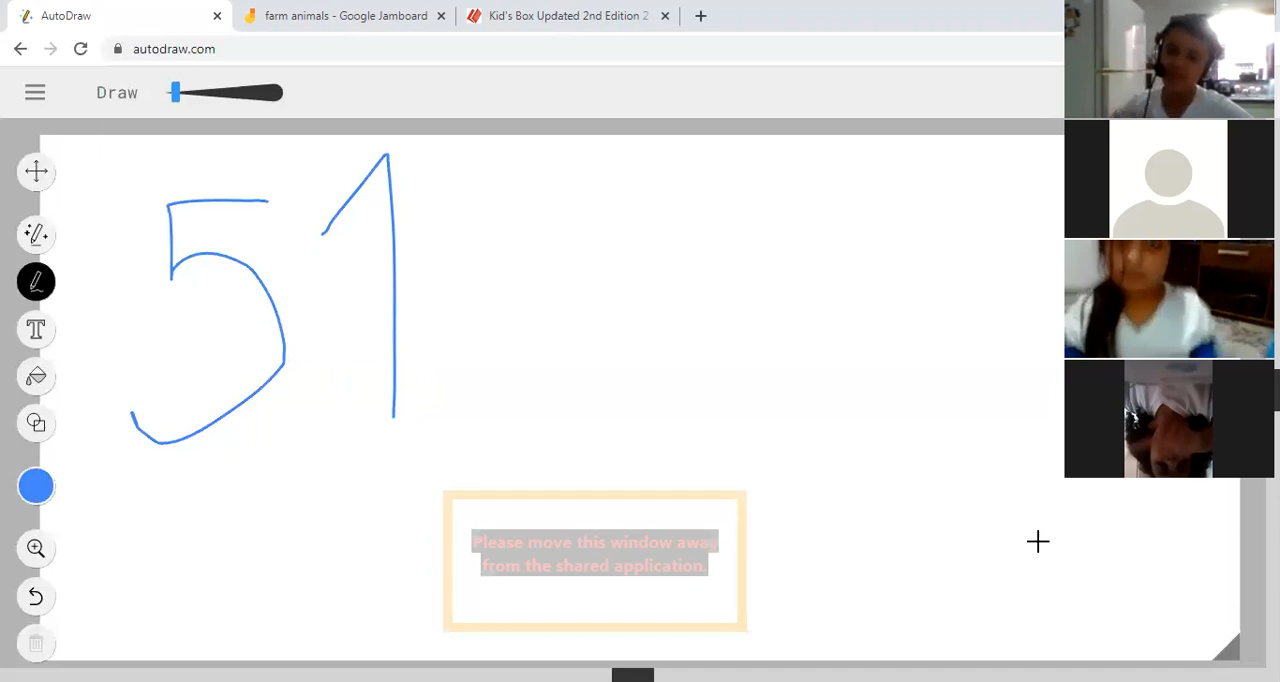 AutoDraw
farm animals - Google Jamboard
Kid's Box Updated 2nd Edition 2
autodraw.com
Draw
51
Please move this window away
from the shared application.